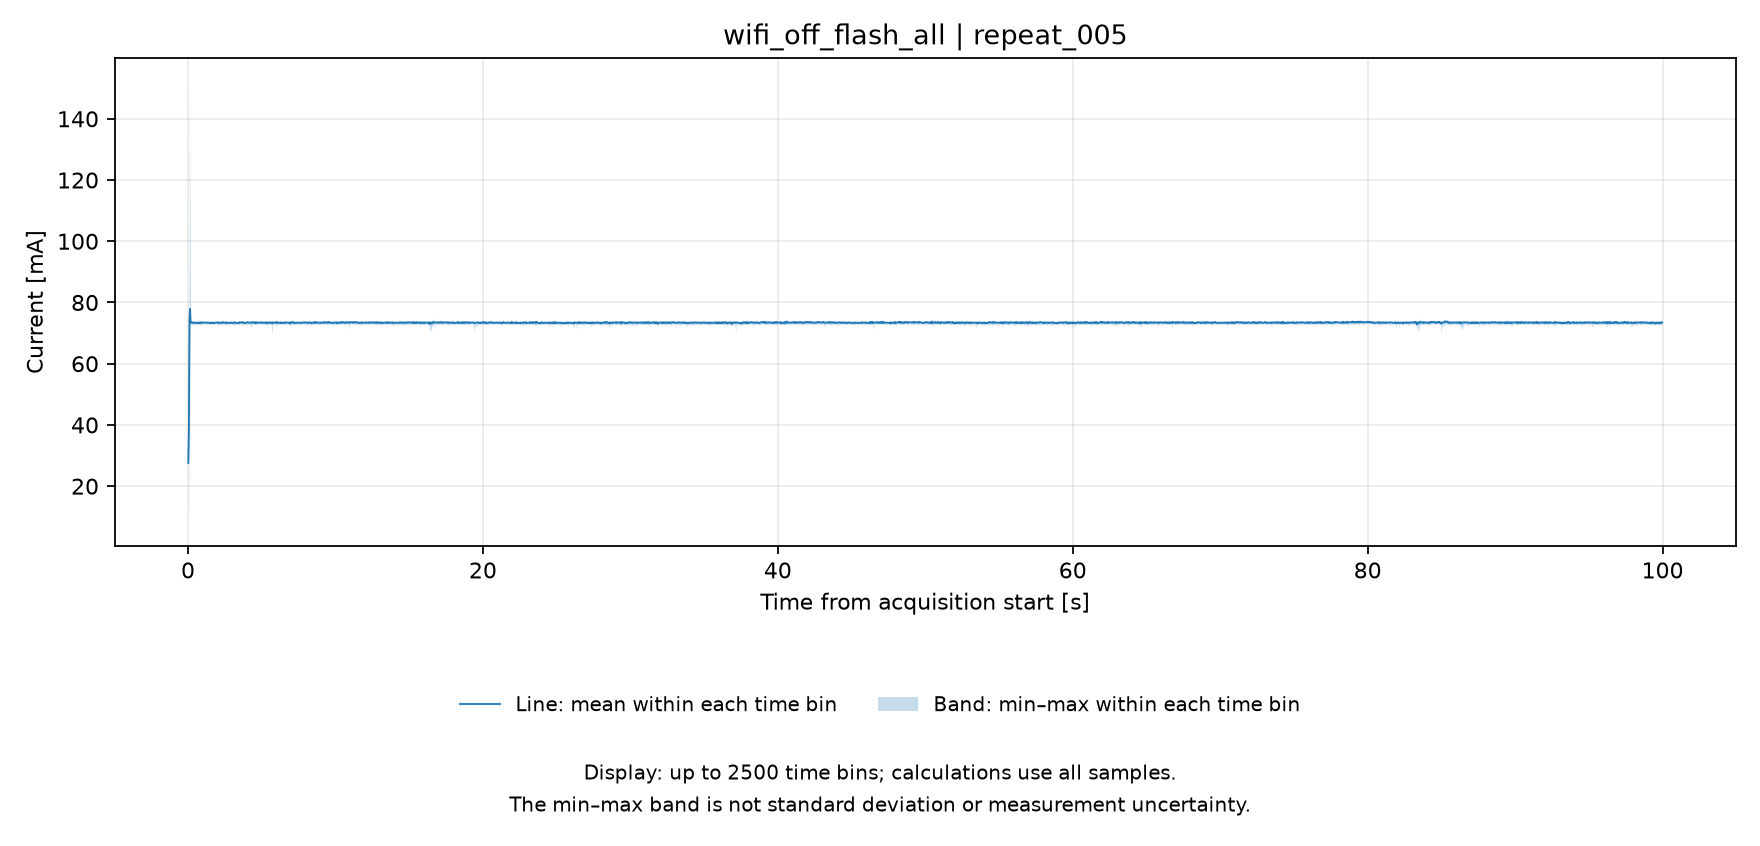 wifi_off_flash_all | repeat_005
140
120
100
80
60
40
20
Current [mA]
0 20 40 60 80 100
Time from acquisition start [s]
Line: mean within each time bin Band: min–max within each time bin
Display: up to 2500 time bins; calculations use all samples.
The min–max band is not standard deviation or measurement uncertainty.